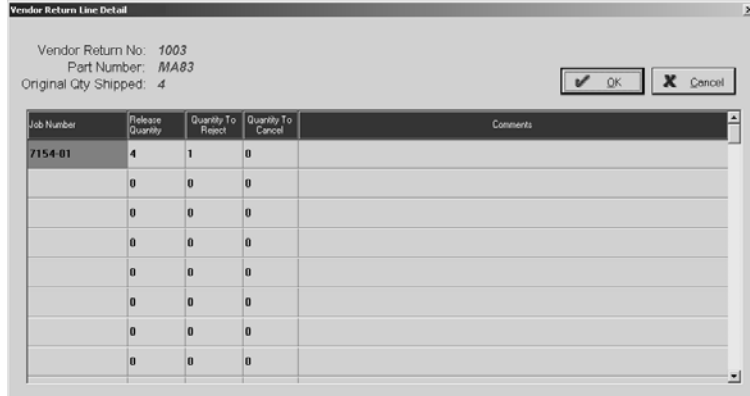 Vendor Return Line Detail
Vendor Return No: 1003
Part Number: MA83
Original Qty Shipped: 4
OK
Cancel
Job Number Release Quantity Quantity To Reject Quantity To Cancel Comments
7154-01 4 1 0
0 0 0
0 0 0
0 0 0
0 0 0
0 0 0
0 0 0
0 0 0